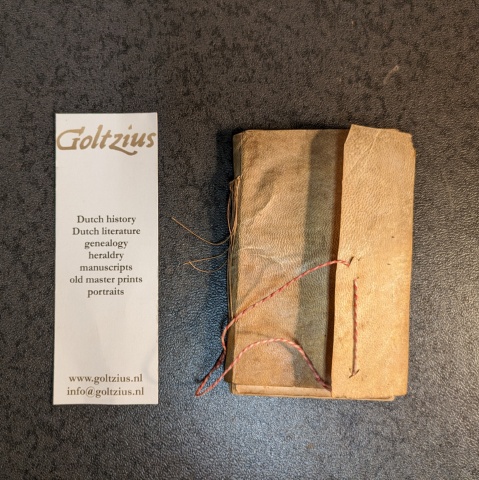 Goltzius
Dutch history
Dutch literature
genealogy
heraldry
manuscripts
old master prints
portraits
www.goltzius.nl
info@goltzius.nl